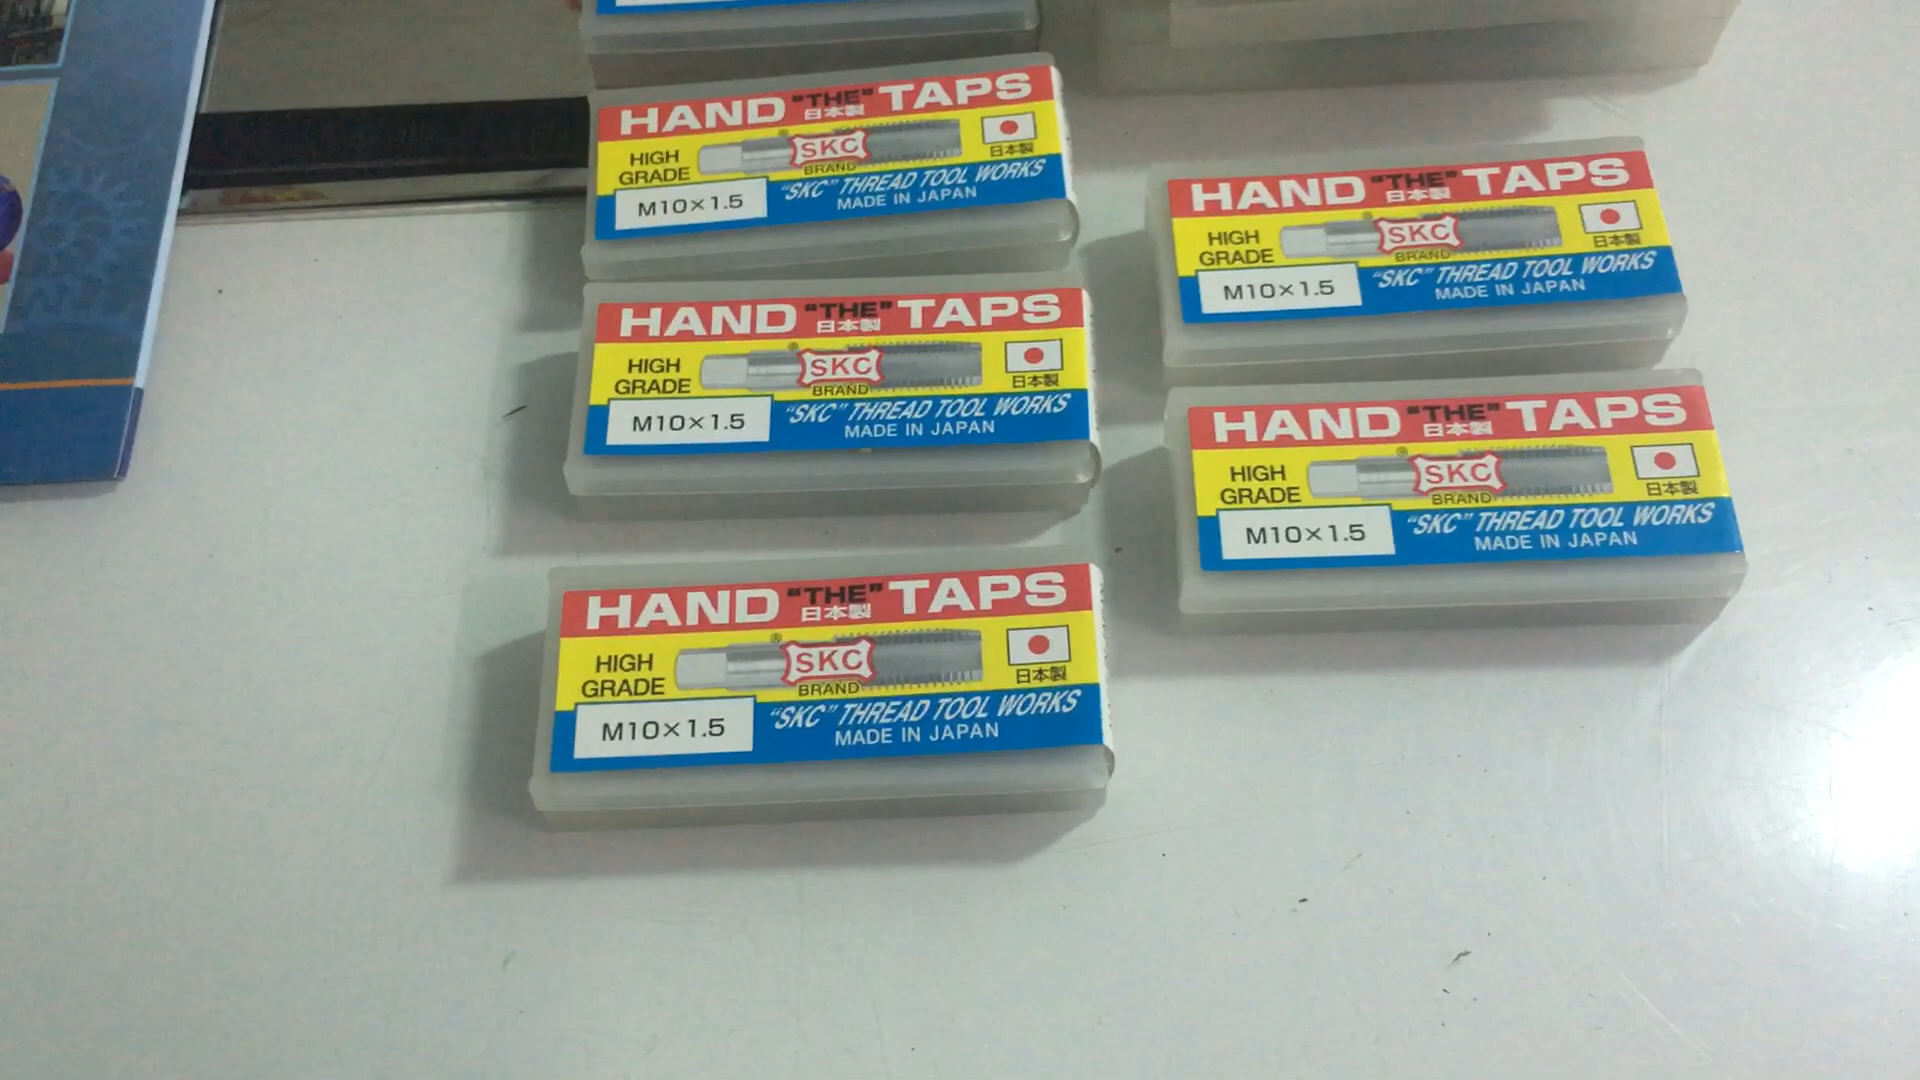 HAND "THE" TAPS
日本製
HIGH GRADE
® SKC
BRAND
日本製
M10×1.5
"SKC" THREAD TOOL WORKS
MADE IN JAPAN
HAND "THE" TAPS
日本製
HIGH GRADE
® SKC
BRAND
日本製
M10×1.5
"SKC" THREAD TOOL WORKS
MADE IN JAPAN
HAND "THE" TAPS
日本製
HIGH GRADE
® SKC
BRAND
日本製
M10×1.5
"SKC" THREAD TOOL WORKS
MADE IN JAPAN
HAND "THE" TAPS
日本製
HIGH GRADE
® SKC
BRAND
日本製
M10×1.5
"SKC" THREAD TOOL WORKS
MADE IN JAPAN
HAND "THE" TAPS
日本製
HIGH GRADE
® SKC
BRAND
日本製
M10×1.5
"SKC" THREAD TOOL WORKS
MADE IN JAPAN